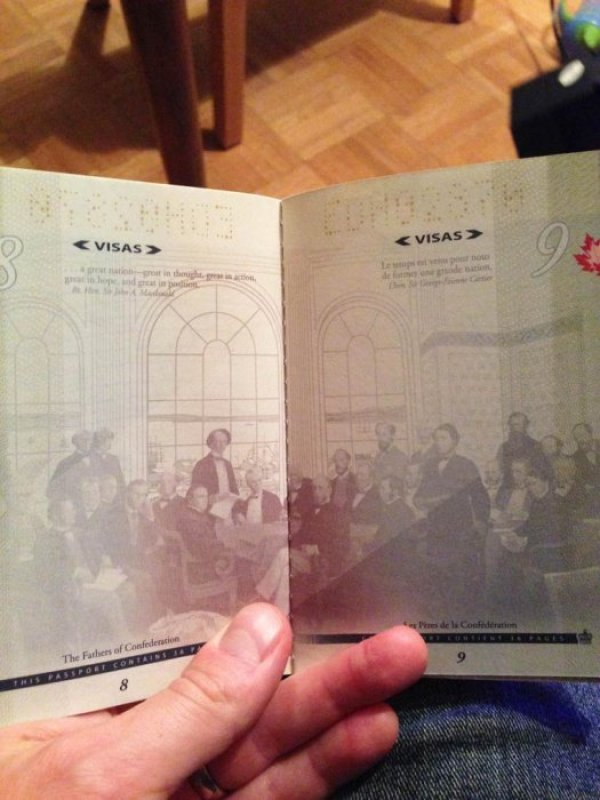 8
VISAS
a great nation—great in thought, great in action,
great in hope, and great in position.
Rt. Hon. Sir John A. Macdonald
The Fathers of Confederation
THIS PASSPORT CONTAINS 36
8
VISAS
9
Le temps est venu pour nous
de former une grande nation.
L'hon. Sir George-Étienne Cartier
Les Pères de la Confédération
CONTIENT 36 PAGES
9